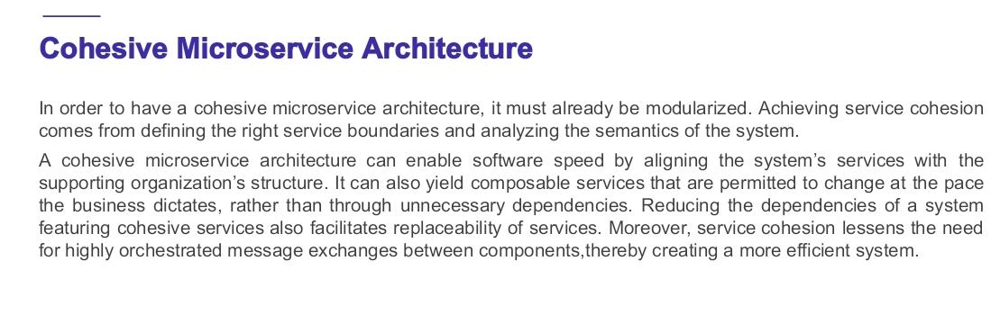 Cohesive Microservice Architecture
In order to have a cohesive microservice architecture, it must already be modularized. Achieving service cohesion
comes from defining the right service boundaries and analyzing the semantics of the system.
A cohesive microservice architecture can enable software speed by aligning the system’s services with the
supporting organization’s structure. It can also yield composable services that are permitted to change at the pace
the business dictates, rather than through unnecessary dependencies. Reducing the dependencies of a system
featuring cohesive services also facilitates replaceability of services. Moreover, service cohesion lessens the need
for highly orchestrated message exchanges between components,thereby creating a more efficient system.